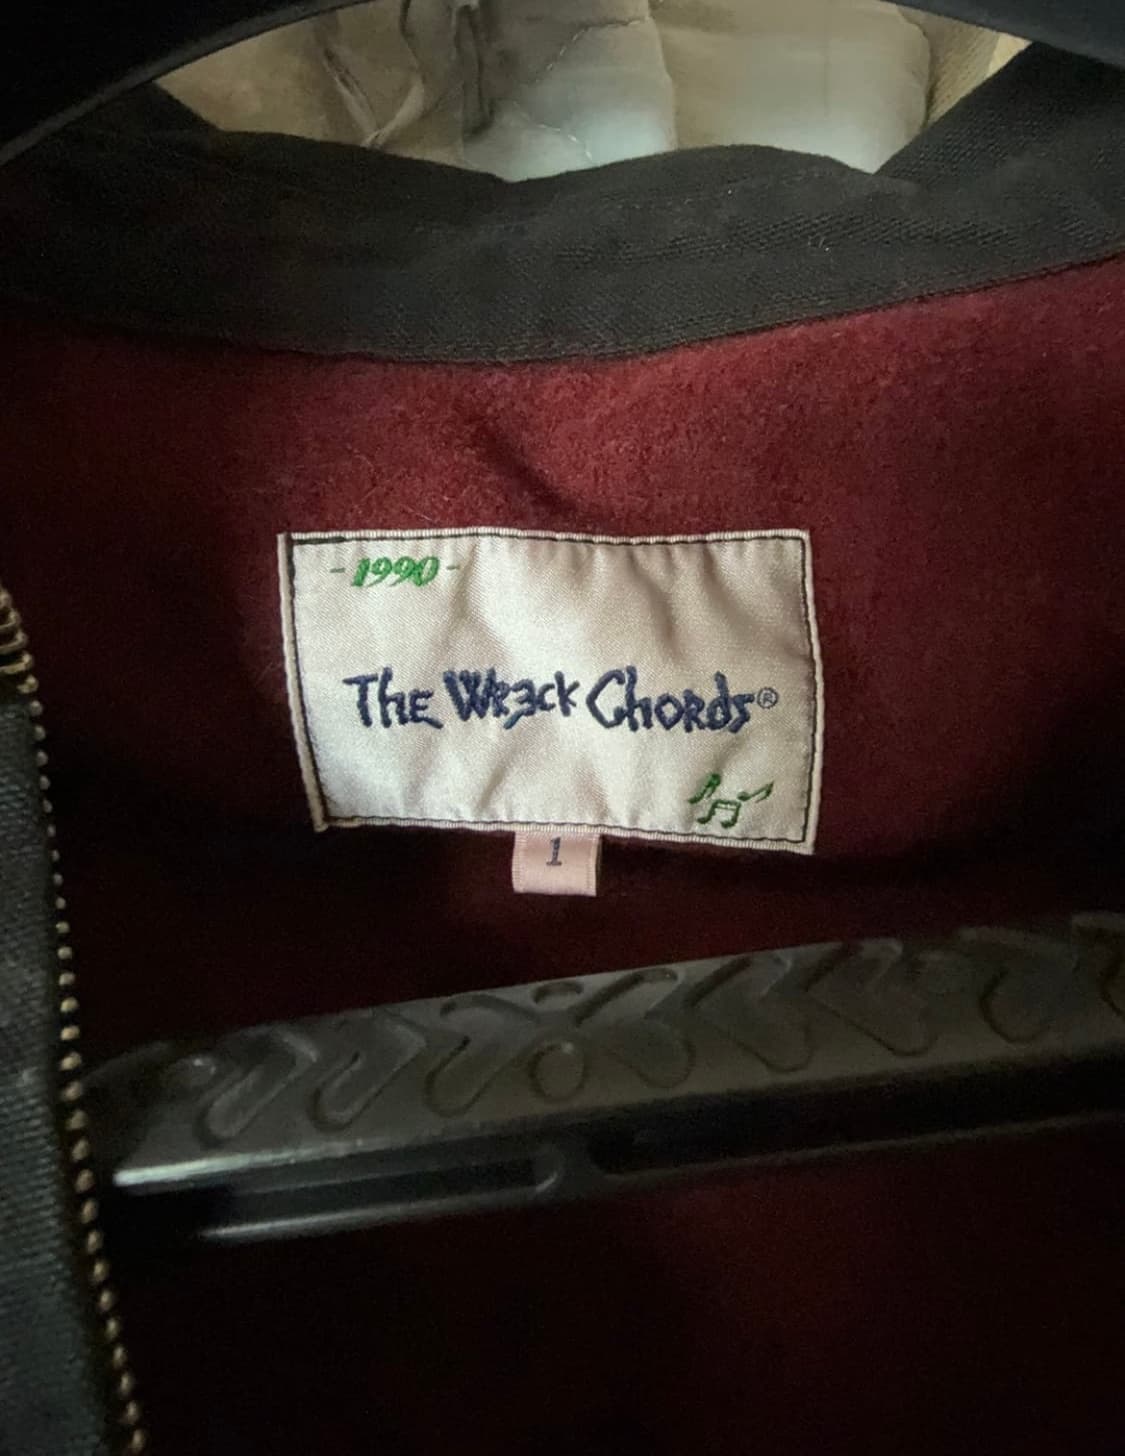 - 1990 -
The Wreck Chords®
1